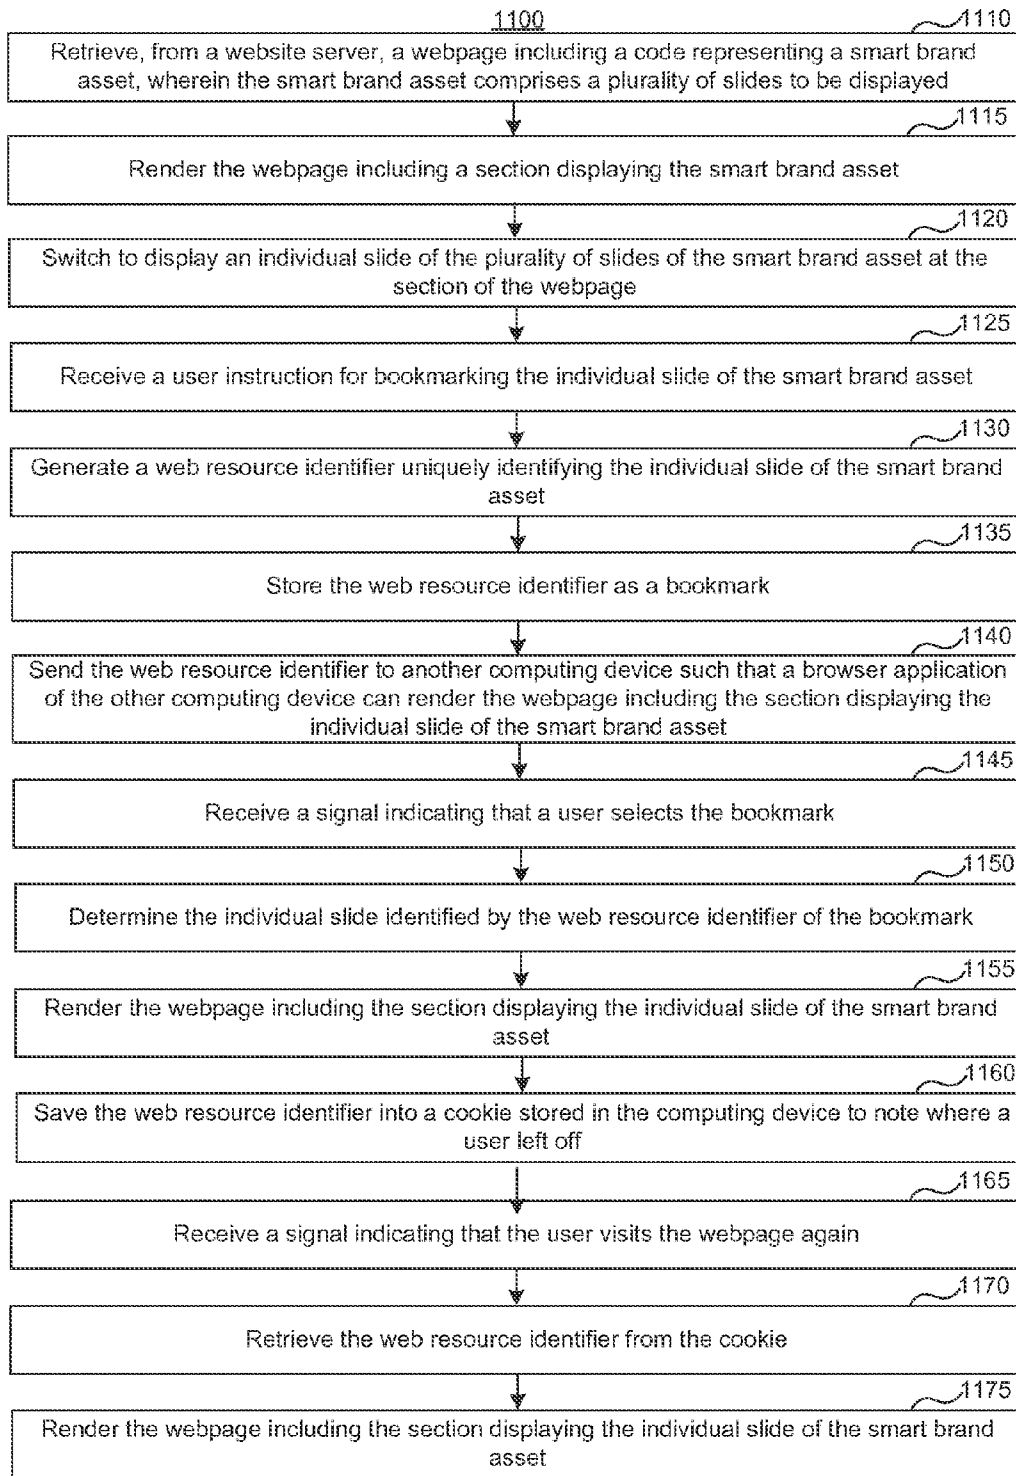 1100
1110
Retrieve, from a website server, a webpage including a code representing a smart brand
asset, wherein the smart brand asset comprises a plurality of slides to be displayed
1115
Render the webpage including a section displaying the smart brand asset
1120
Switch to display an individual slide of the plurality of slides of the smart brand asset at the
section of the webpage
1125
Receive a user instruction for bookmarking the individual slide of the smart brand asset
1130
Generate a web resource identifier uniquely identifying the individual slide of the smart brand
asset
1135
Store the web resource identifier as a bookmark
1140
Send the web resource identifier to another computing device such that a browser application
of the other computing device can render the webpage including the section displaying the
individual slide of the smart brand asset
1145
Receive a signal indicating that a user selects the bookmark
1150
Determine the individual slide identified by the web resource identifier of the bookmark
1155
Render the webpage including the section displaying the individual slide of the smart brand
asset
1160
Save the web resource identifier into a cookie stored in the computing device to note where a
user left off
1165
Receive a signal indicating that the user visits the webpage again
1170
Retrieve the web resource identifier from the cookie
1175
Render the webpage including the section displaying the individual slide of the smart brand
asset